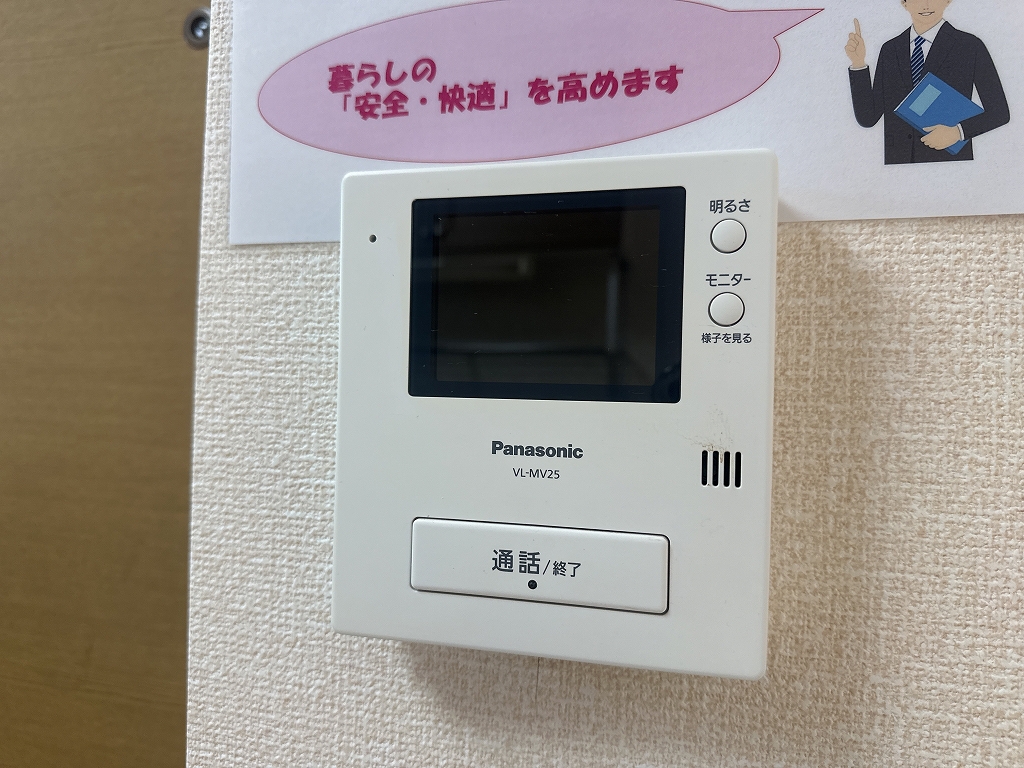 暮らしの
「安全・快適」を高めます
明るさ
モニター
様子を見る
Panasonic
VL-MV25
通話/終了